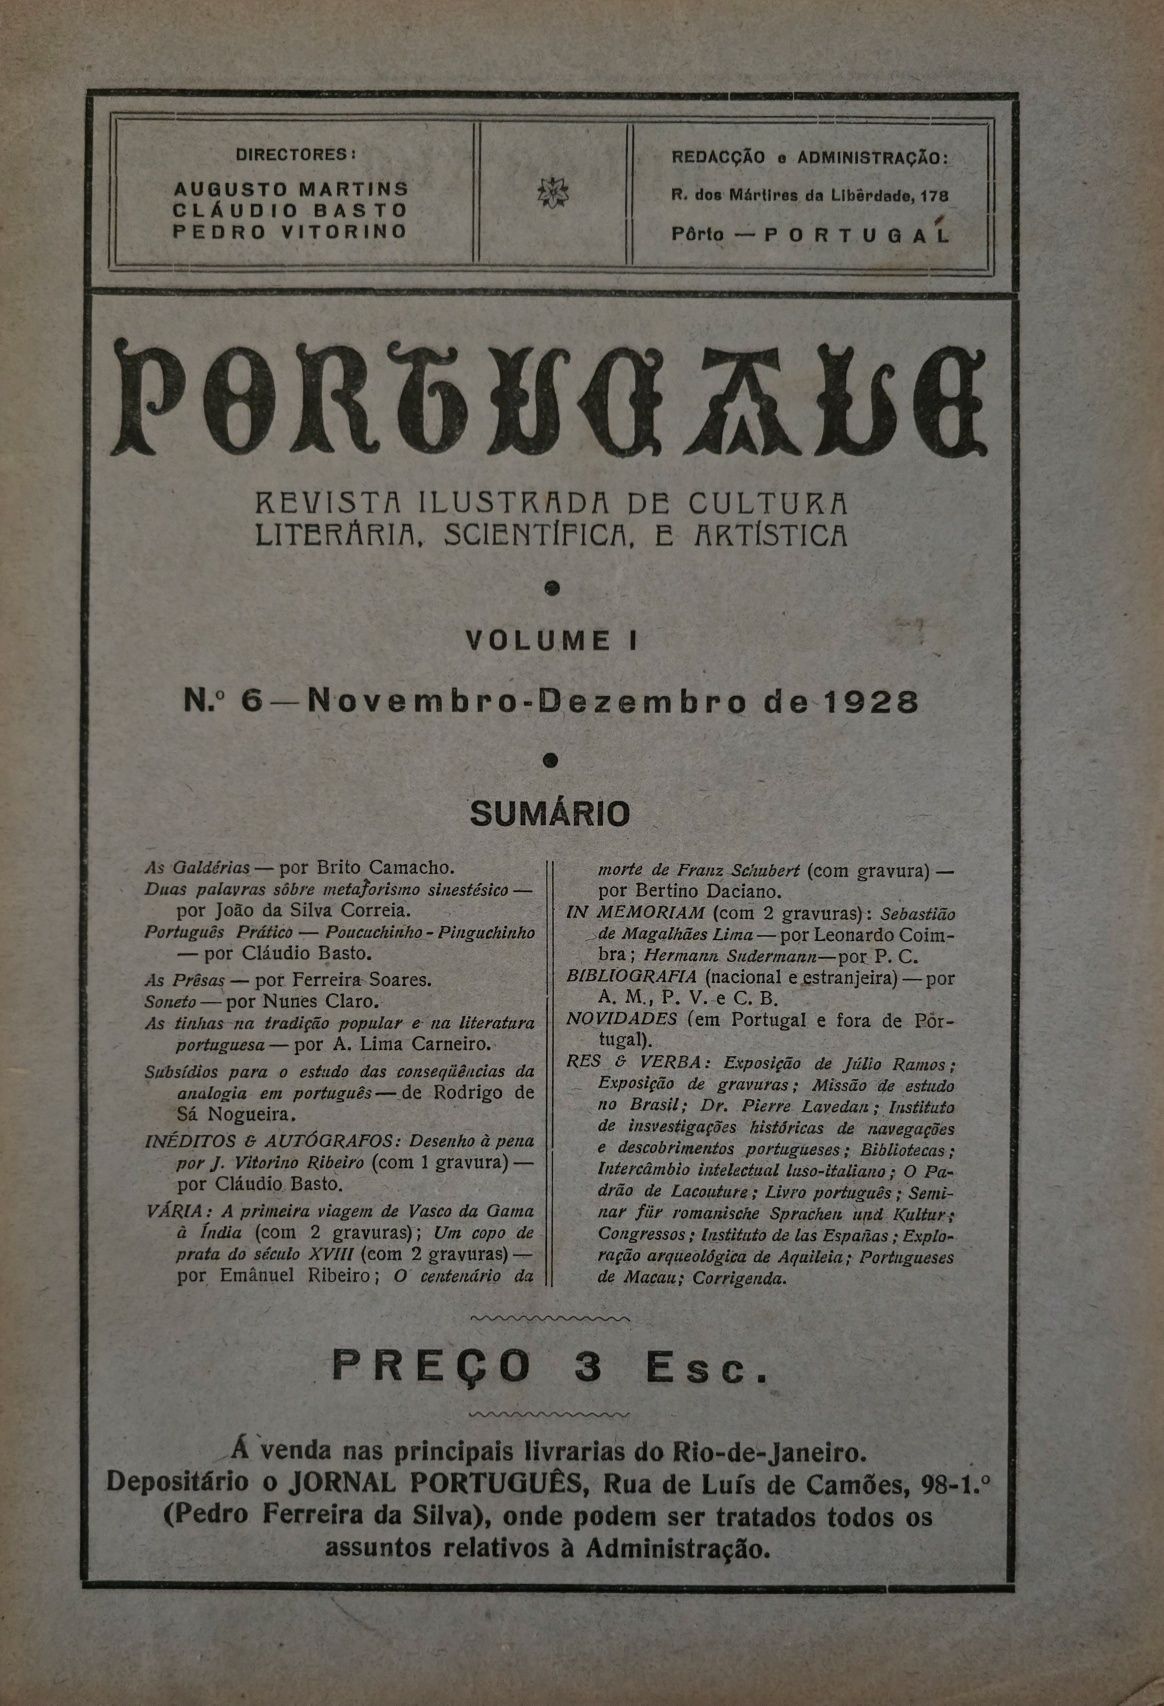 DIRECTORES:
AUGUSTO MARTINS
CLÁUDIO BASTO
PEDRO VITORINO
REDACÇÃO e ADMINISTRAÇÃO:
R. dos Mártires da Libêrdade, 178
Pôrto — PORTUGAL
PORTUCALE
REVISTA ILUSTRADA DE CULTURA
LITERÁRIA, SCIENTÍFICA, E ARTÍSTICA
VOLUME I
N.º 6 — Novembro-Dezembro de 1928
SUMÁRIO
As Galdérias — por Brito Camacho.
Duas palavras sôbre metaforismo sinestésico —
por João da Silva Correia.
Português Prático — Poucuchinho - Pinguchinho
— por Cláudio Basto.
As Prêsas — por Ferreira Soares.
Soneto — por Nunes Claro.
As tinhas na tradição popular e na literatura
portuguesa — por A. Lima Carneiro.
Subsídios para o estudo das conseqüências da
analogia em português — de Rodrigo de
Sá Nogueira.
INÉDITOS & AUTÓGRAFOS: Desenho à pena
por J. Vitorino Ribeiro (com 1 gravura) —
por Cláudio Basto.
VÁRIA: A primeira viagem de Vasco da Gama
à Índia (com 2 gravuras); Um copo de
prata do século XVIII (com 2 gravuras) —
por Emânuel Ribeiro; O centenário da
morte de Franz Schubert (com gravura) —
por Bertino Daciano.
IN MEMORIAM (com 2 gravuras): Sebastião
de Magalhães Lima — por Leonardo Coim-
bra; Hermann Sudermann — por P. C.
BIBLIOGRAFIA (nacional e estranjeira) — por
A. M., P. V. e C. B.
NOVIDADES (em Portugal e fora de Por-
tugal).
RES & VERBA: Exposição de Júlio Ramos;
Exposição de gravuras; Missão de estudo
no Brasil; Dr. Pierre Lavedan; Instituto
de insvestigações históricas de navegações
e descobrimentos portugueses; Bibliotecas;
Intercâmbio intelectual luso-italiano; O Pa-
drão de Lacouture; Livro português; Semi-
nar für romanische Sprachen und Kultur;
Congressos; Instituto de las Españas; Explo-
ração arqueológica de Aquileia; Portugueses
de Macau; Corrigenda.
PREÇO 3 Esc.
Á venda nas principais livrarias do Rio-de-Janeiro.
Depositário o JORNAL PORTUGUÊS, Rua de Luís de Camões, 98-1.º
(Pedro Ferreira da Silva), onde podem ser tratados todos os
assuntos relativos à Administração.